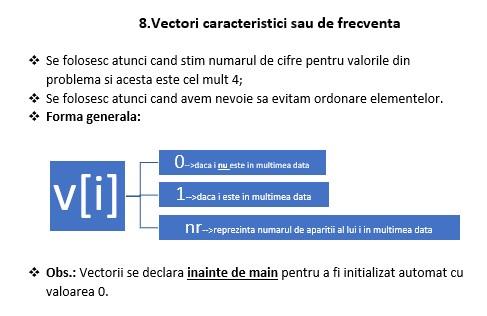 8.Vectori caracteristici sau de frecventa
❖ Se folosesc atunci cand stim numarul de cifre pentru valorile din
problema si acesta este cel mult 4;
❖ Se folosesc atunci cand avem nevoie sa evitam ordonare elementelor.
❖ Forma generala:
v[i]
0-->daca i nu este in multimea data
1-->daca i este in multimea data
nr-->reprezinta numarul de aparitii al lui i in multimea data
❖ Obs.: Vectorii se declara inainte de main pentru a fi initializat automat cu
valoarea 0.